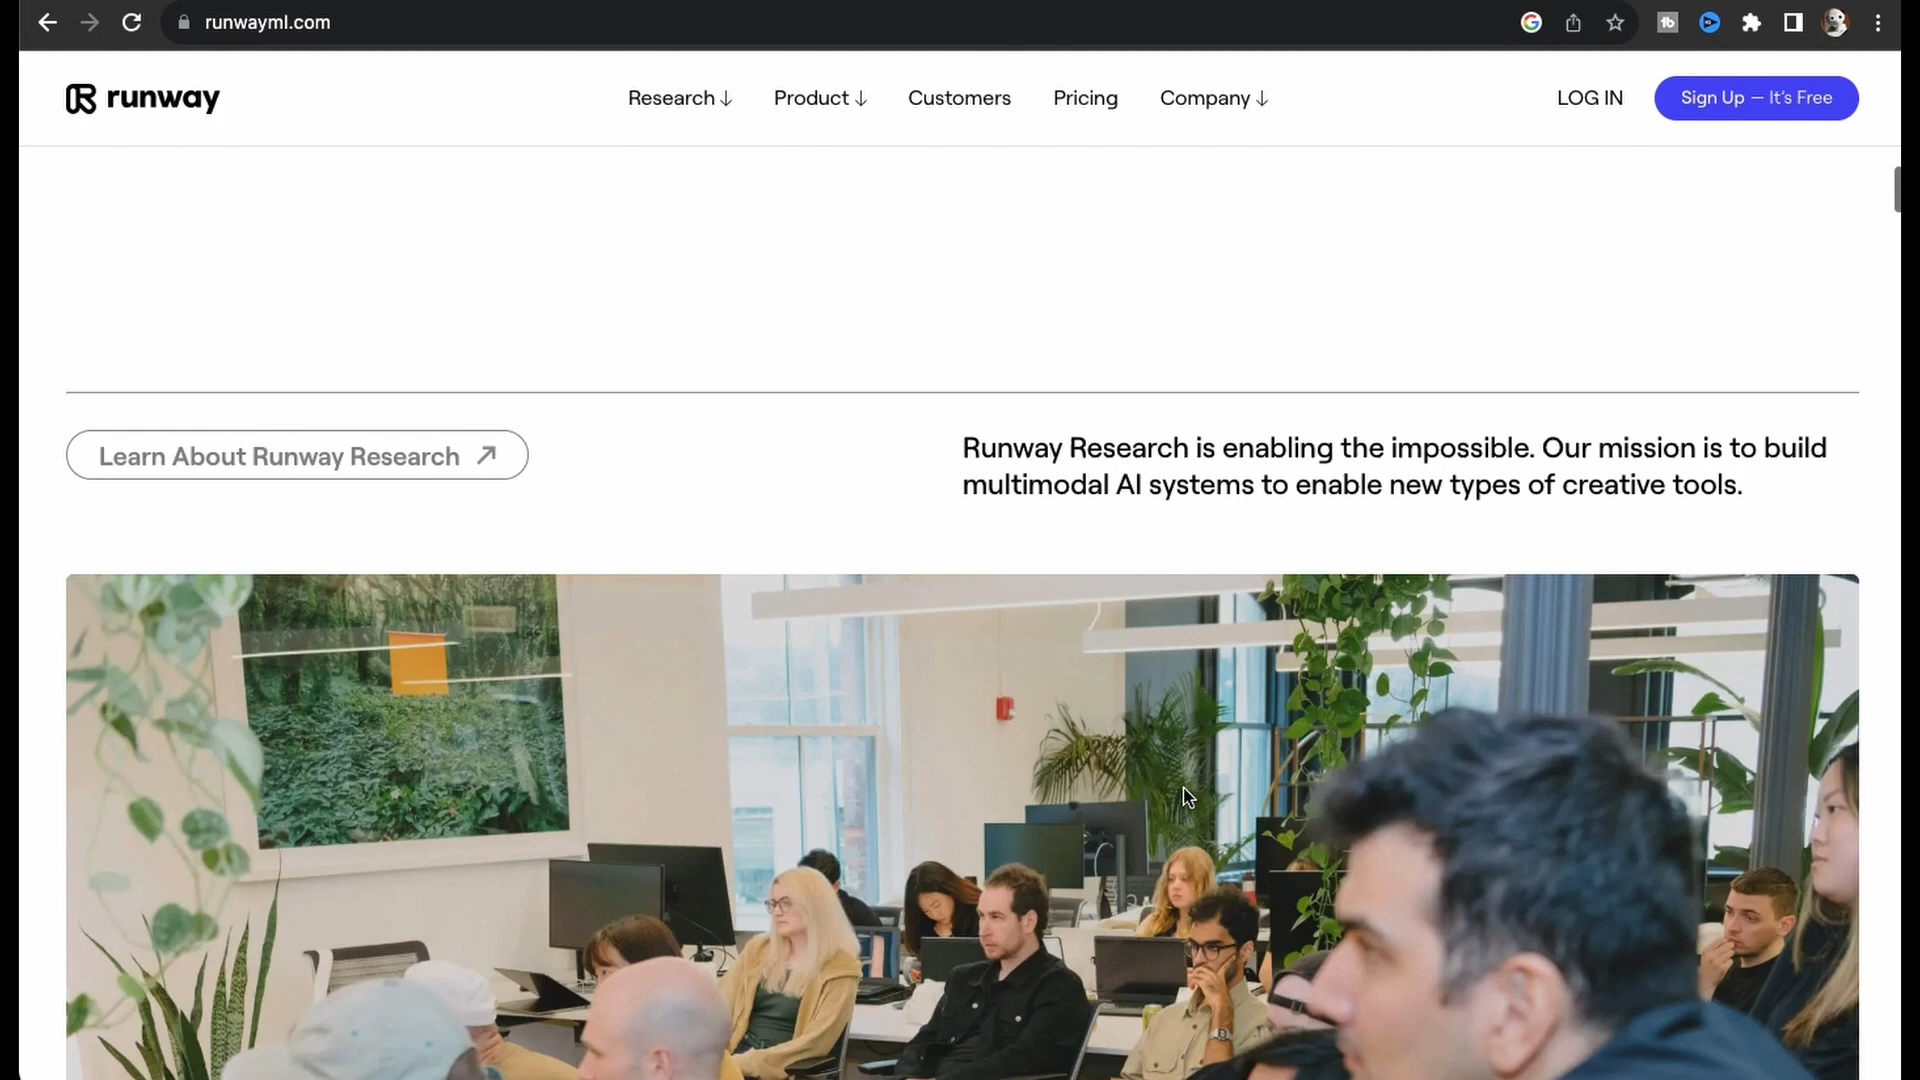 runwayml.com
runway
Research ↓ Product ↓ Customers Pricing Company ↓ LOG IN Sign Up — It's Free
Learn About Runway Research ↗
Runway Research is enabling the impossible. Our mission is to build
multimodal AI systems to enable new types of creative tools.